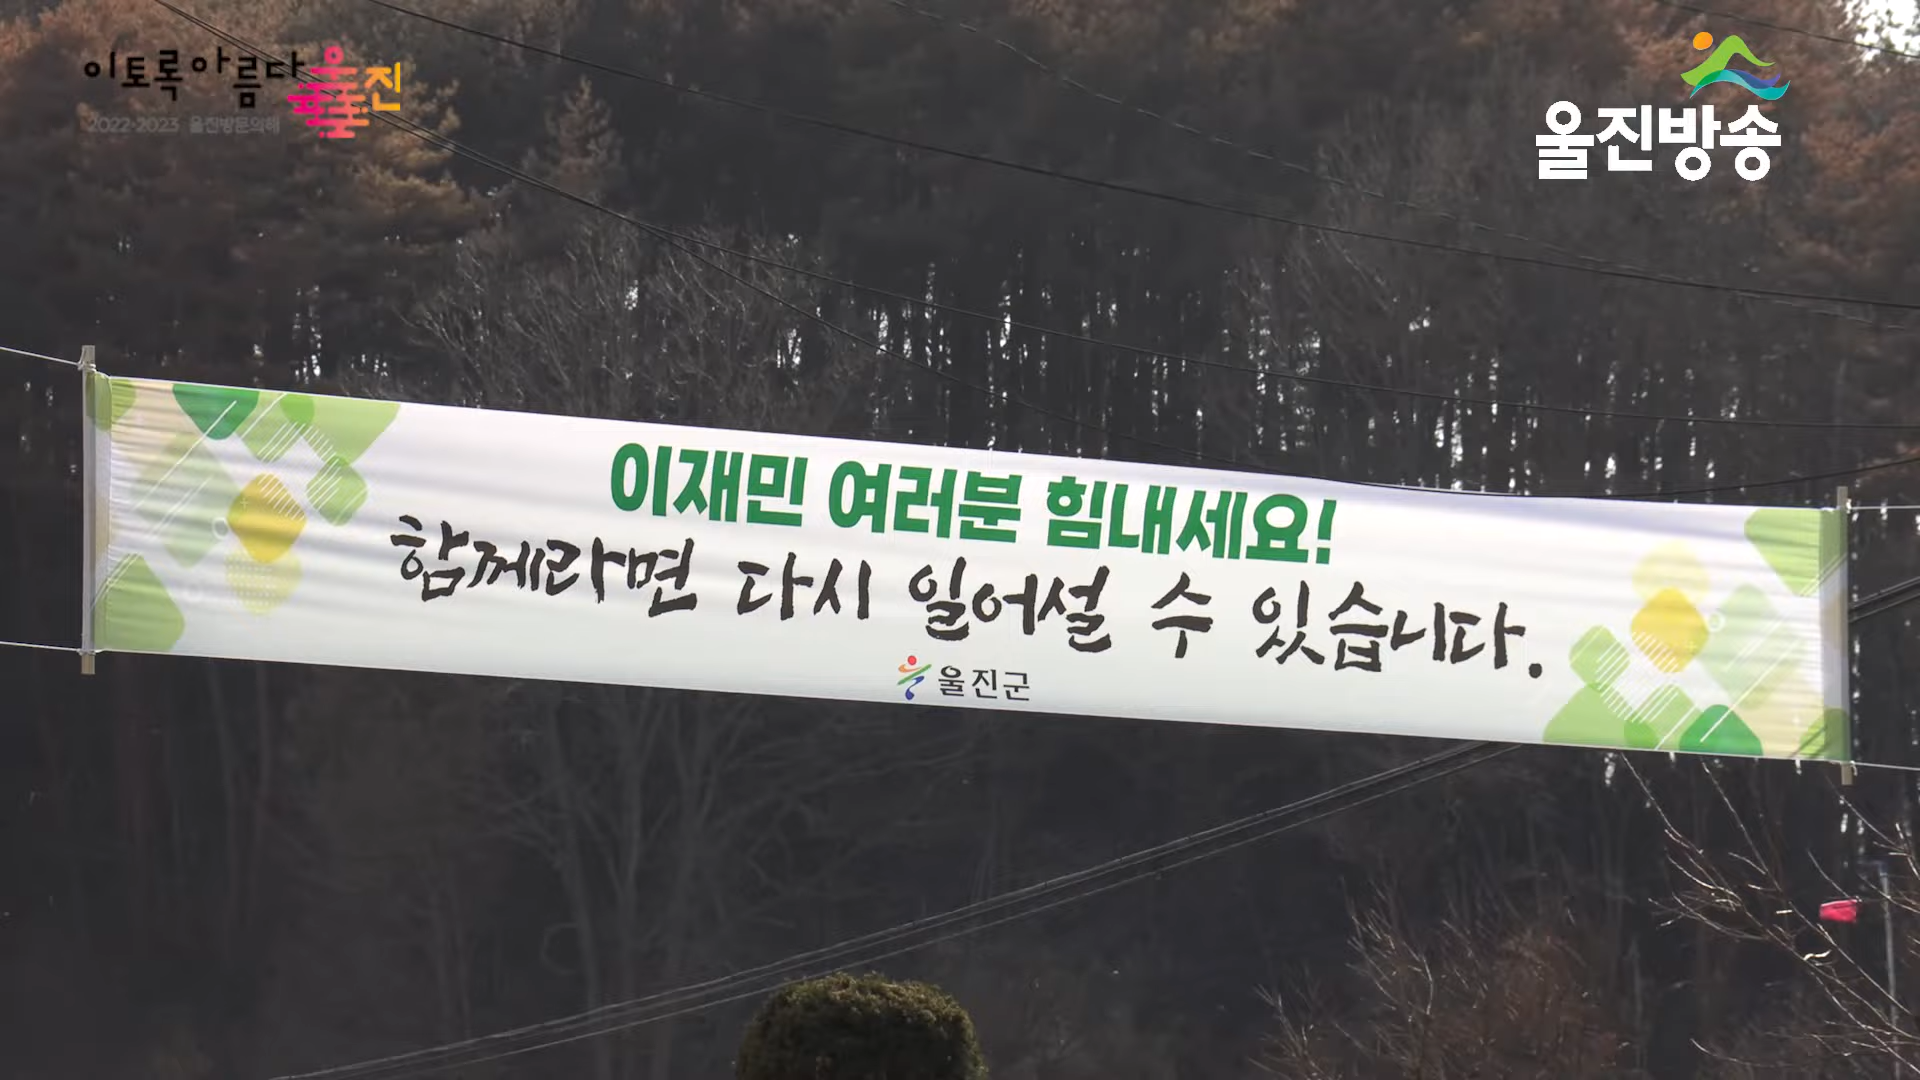 이토록 아름다울진
2022-2023 울진방문의해
울진방송
이재민 여러분 힘내세요!
함께라면 다시 일어설 수 있습니다.
울진군